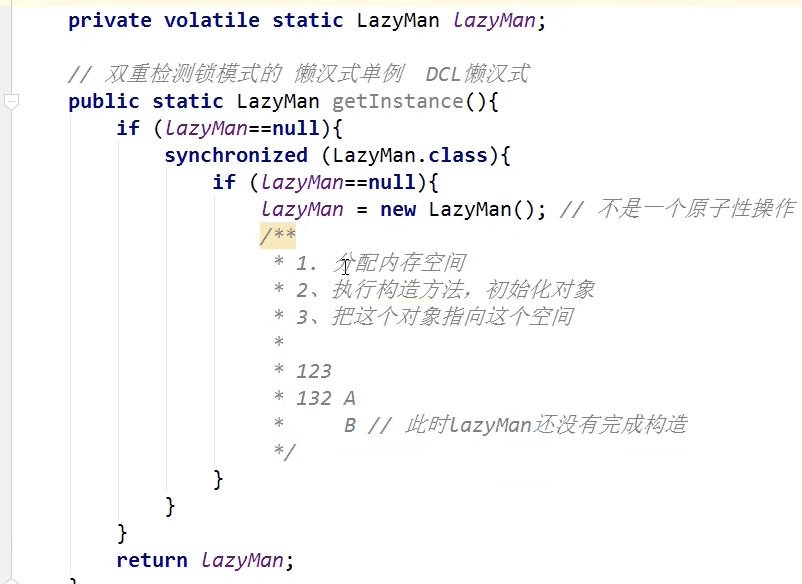 private volatile static LazyMan lazyMan;
// 双重检测锁模式的 懒汉式单例  DCL懒汉式
public static LazyMan getInstance(){
if (lazyMan==null){
synchronized (LazyMan.class){
if (lazyMan==null){
lazyMan = new LazyMan(); // 不是一个原子性操作
/**
* 1. 分配内存空间
* 2、执行构造方法，初始化对象
* 3、把这个对象指向这个空间
*
* 123
* 132 A
*     B // 此时lazyMan还没有完成构造
*/
}
}
}
return lazyMan;
}